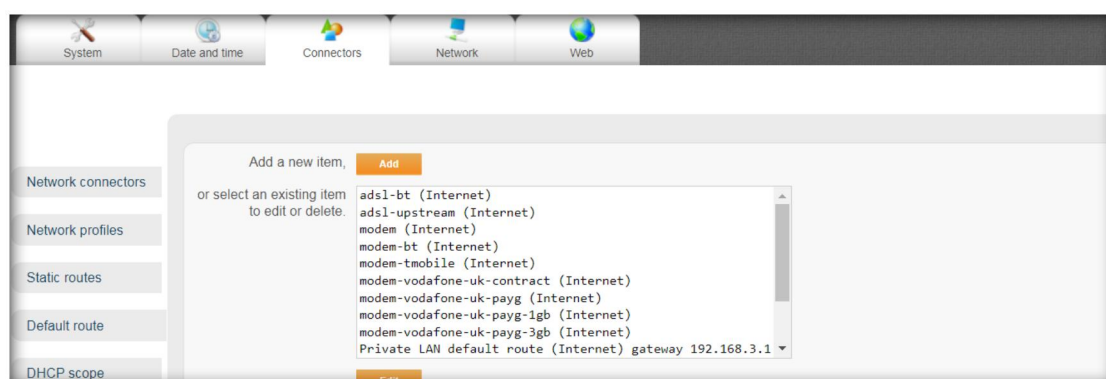 System
Date and time
Connectors
Network
Web
Network connectors
Network profiles
Static routes
Default route
DHCP scope
Add a new item,
Add
or select an existing item
to edit or delete.
adsl-bt (Internet)
adsl-upstream (Internet)
modem (Internet)
modem-bt (Internet)
modem-tmobile (Internet)
modem-vodafone-uk-contract (Internet)
modem-vodafone-uk-payg (Internet)
modem-vodafone-uk-payg-1gb (Internet)
modem-vodafone-uk-payg-3gb (Internet)
Private LAN default route (Internet) gateway 192.168.3.1
Edit